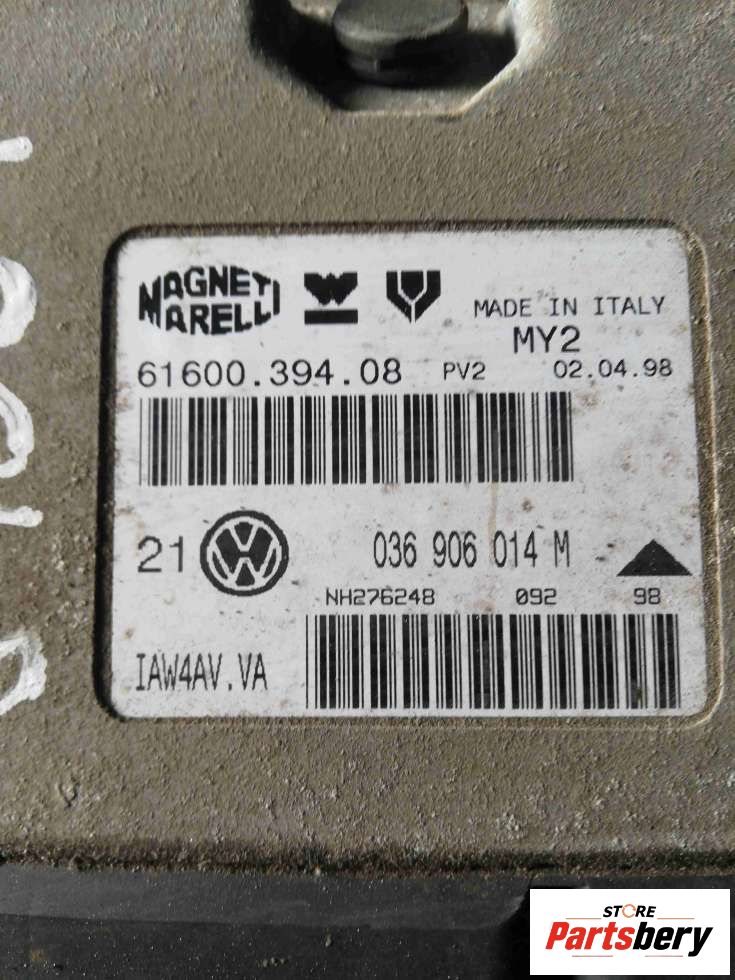 MAGNETI
MARELLI
MADE IN ITALY
MY2
61600.394.08 PV2 02.04.98
21 036 906 014 M
NH276248 092 98
IAW4AV.VA
STORE
Partsbery